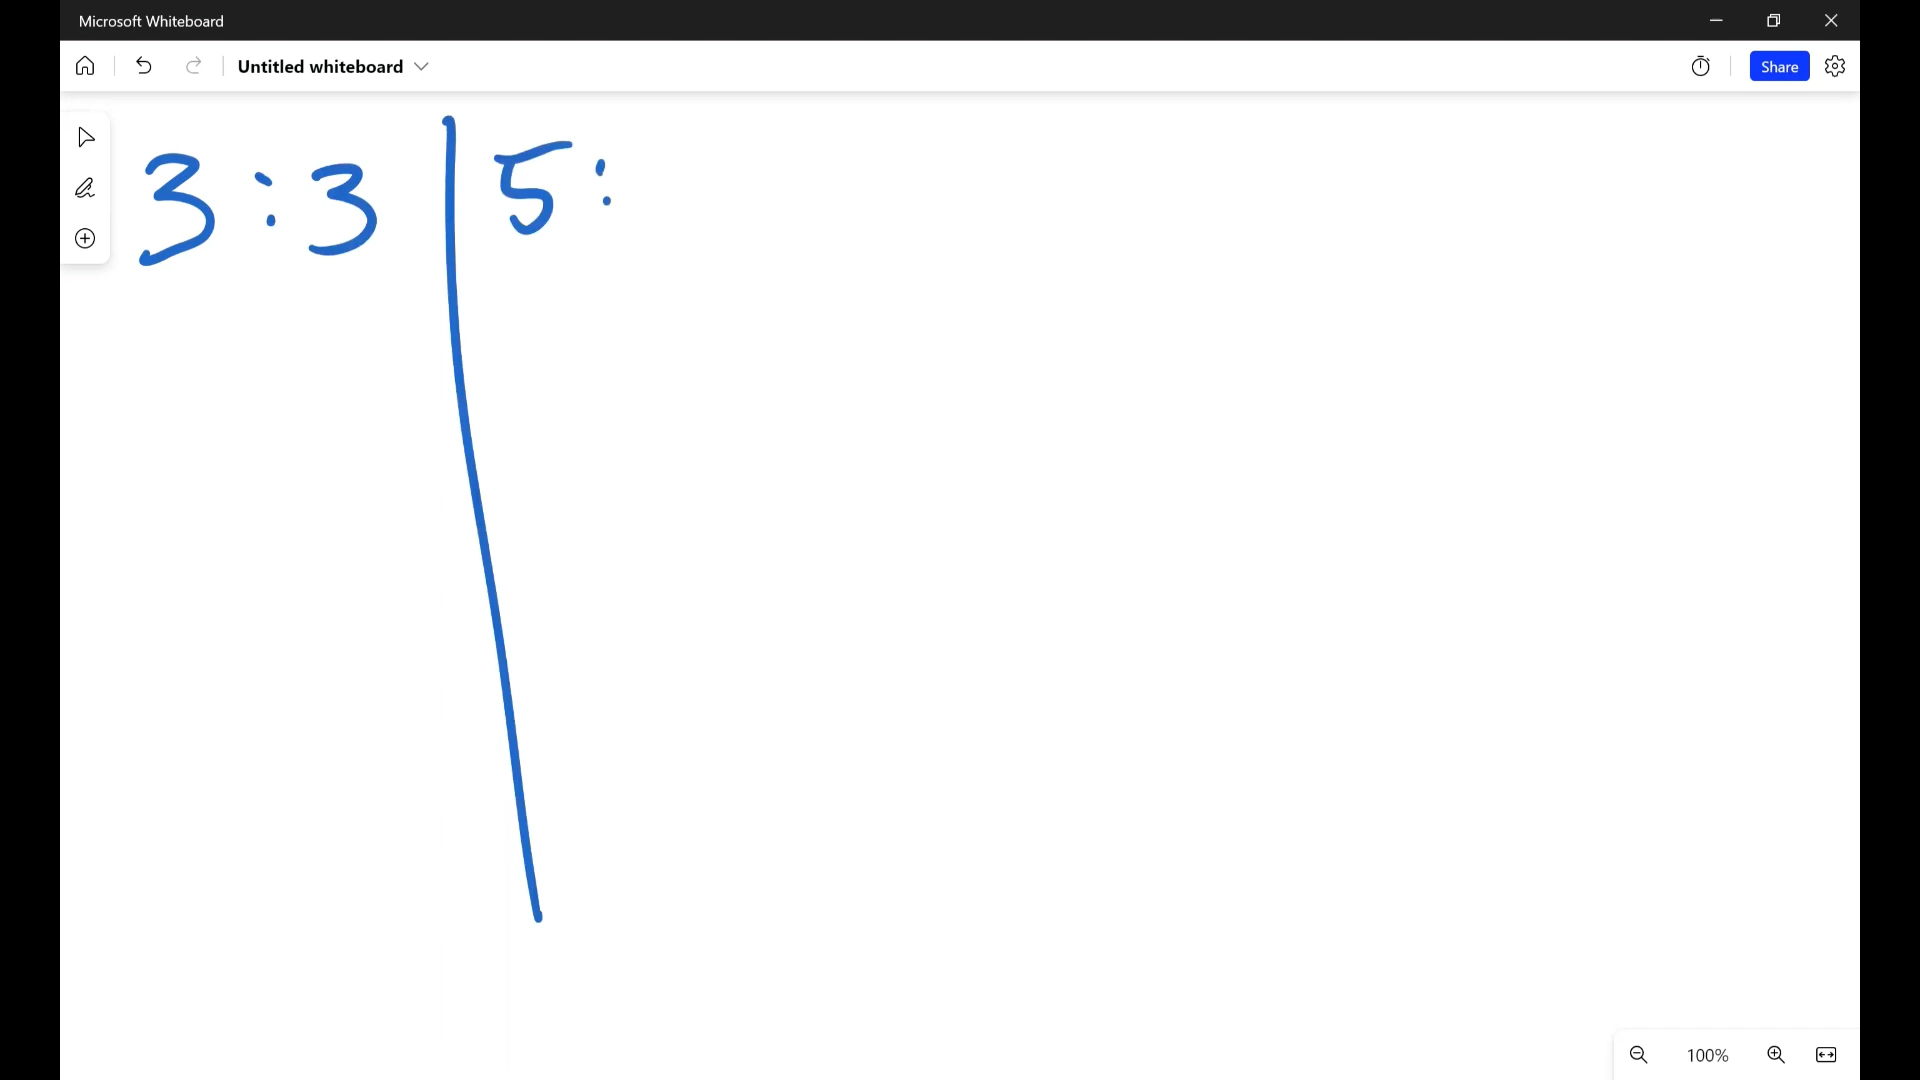 Microsoft Whiteboard
Untitled whiteboard
Share
3 : 3 | 5 :
100%